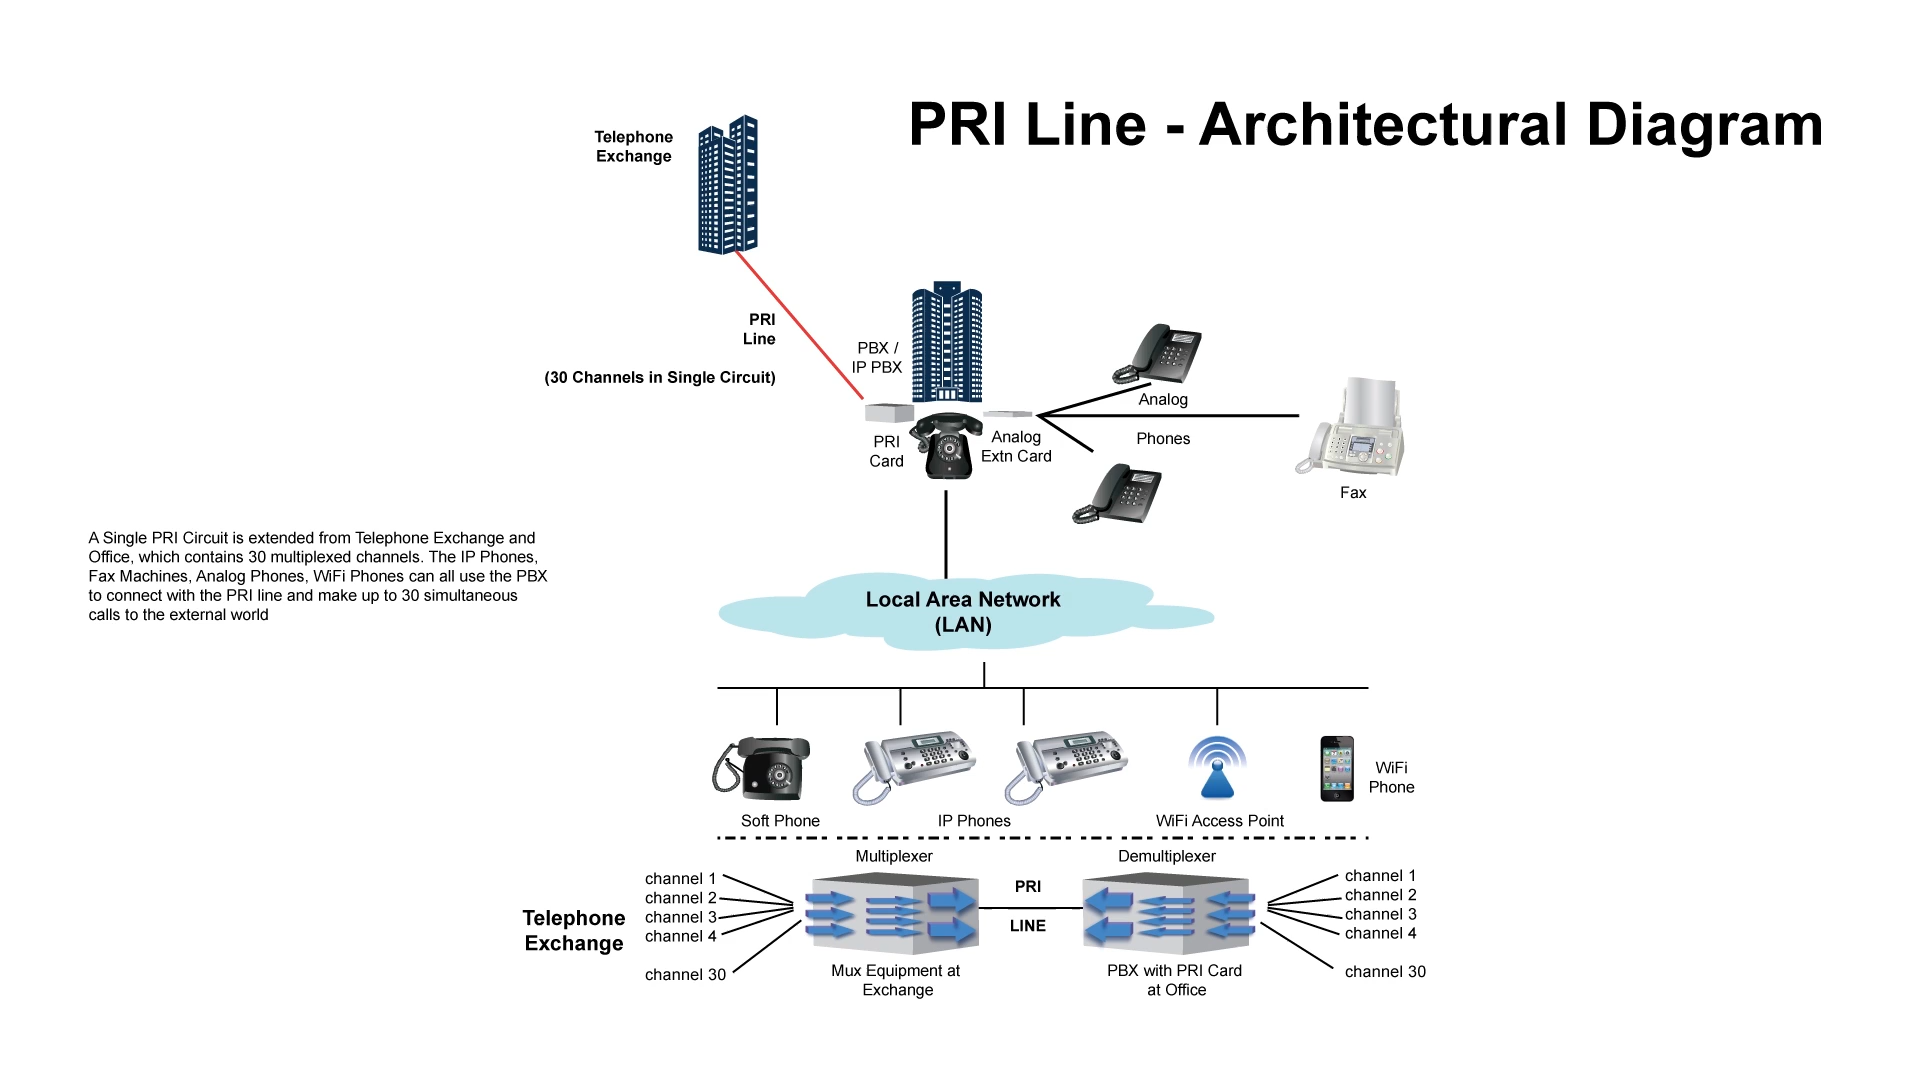 PRI Line - Architectural Diagram
Telephone
Exchange
PRI
Line
(30 Channels in Single Circuit)
PBX /
IP PBX
PRI
Card
Analog
Extn Card
Analog
Phones
Fax
A Single PRI Circuit is extended from Telephone Exchange and
Office, which contains 30 multiplexed channels. The IP Phones,
Fax Machines, Analog Phones, WiFi Phones can all use the PBX
to connect with the PRI line and make up to 30 simultaneous
calls to the external world
Local Area Network
(LAN)
Soft Phone
IP Phones
WiFi Access Point
WiFi
Phone
Multiplexer
Demultiplexer
Telephone
Exchange
channel 1
channel 2
channel 3
channel 4
channel 30
PRI
LINE
channel 1
channel 2
channel 3
channel 4
channel 30
Mux Equipment at
Exchange
PBX with PRI Card
at Office